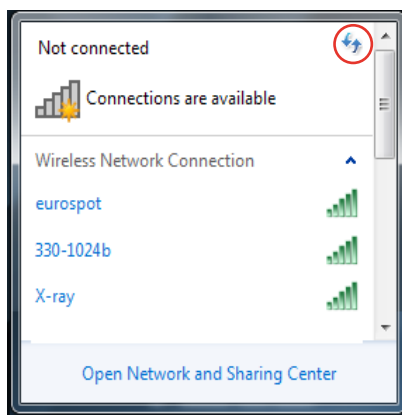 Not connected
Connections are available
Wireless Network Connection
eurospot
330-1024b
X-ray
Open Network and Sharing Center